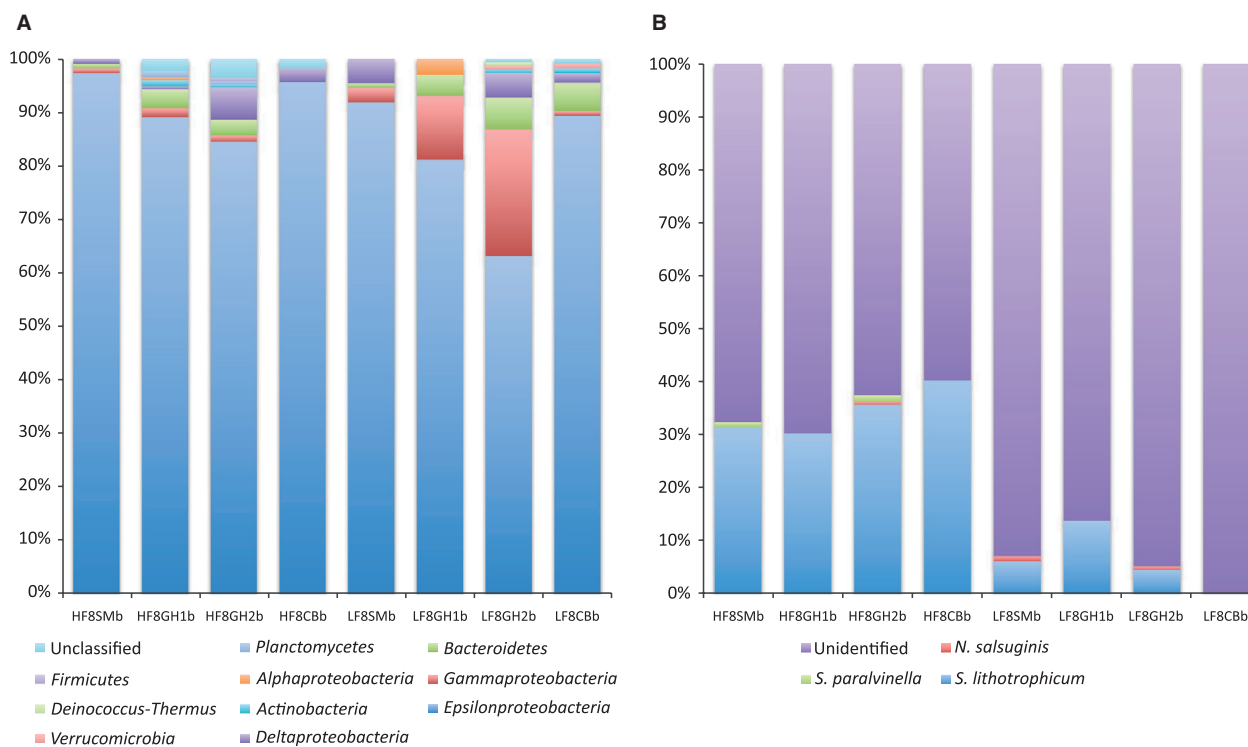 A
B
100%
90%
80%
70%
60%
50%
40%
30%
20%
10%
0%
HF8SMb HF8GH1b HF8GH2b HF8CBb LF8SMb LF8GH1b LF8GH2b LF8CBb
Unclassified Planctomycetes Bacteroidetes
Firmicutes Alphaproteobacteria Gammaproteobacteria
Deinococcus-Thermus Actinobacteria Epsilonproteobacteria
Verrucomicrobia Deltaproteobacteria
100%
90%
80%
70%
60%
50%
40%
30%
20%
10%
0%
HF8SMb HF8GH1b HF8GH2b HF8CBb LF8SMb LF8GH1b LF8GH2b LF8CBb
Unidentified N. salsuginis
S. paralvinella S. lithotrophicum